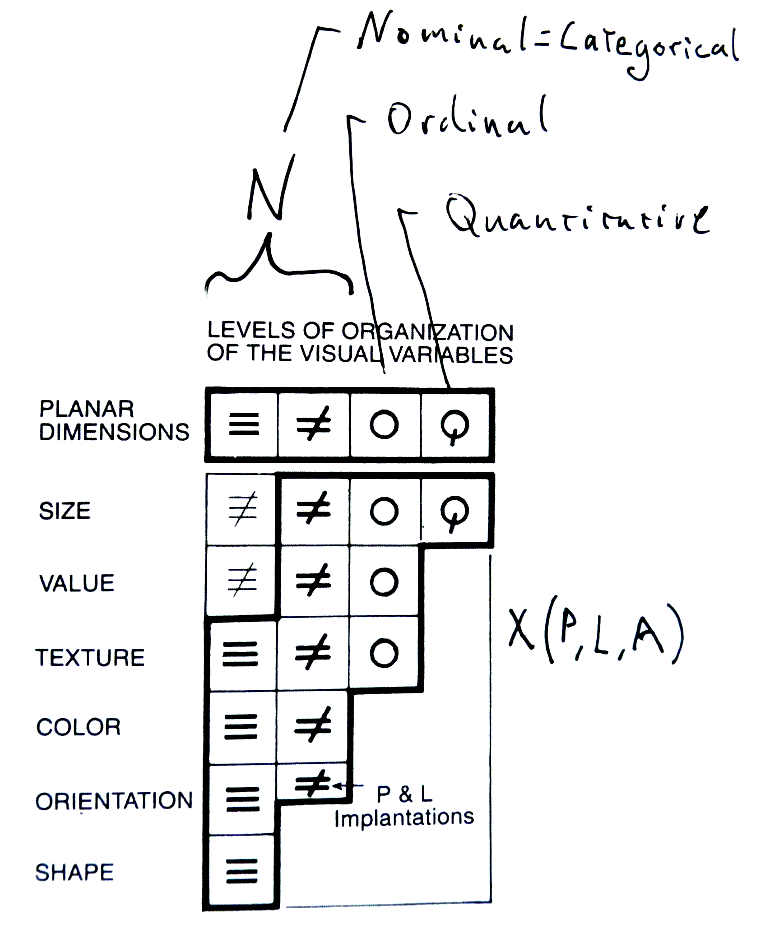 Nominal=Categorical
Ordinal
N
Quantitative
LEVELS OF ORGANIZATION
OF THE VISUAL VARIABLES
PLANAR
DIMENSIONS ≡ ≠ O Q
SIZE ≢ ≠ O Q
VALUE ≢ ≠ O
X(P,L,A)
TEXTURE ≡ ≠ O
COLOR ≡ ≠
ORIENTATION ≡ ≠ P & L
Implantations
SHAPE ≡